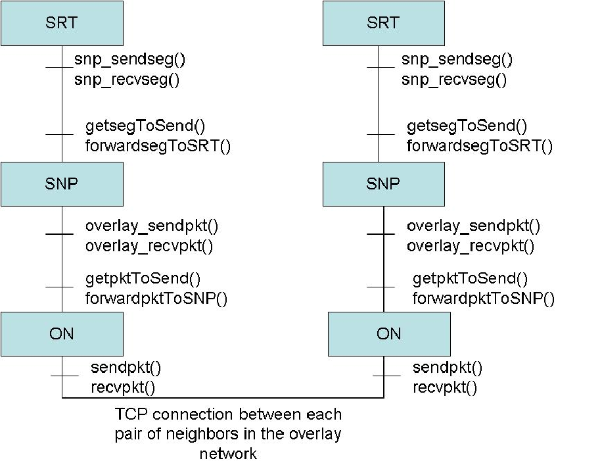 SRT
SRT
snp_sendseg()
snp_recvseg()
snp_sendseg()
snp_recvseg()
getsegToSend()
forwardsegToSRT()
getsegToSend()
forwardsegToSRT()
SNP
SNP
overlay_sendpkt()
overlay_recvpkt()
overlay_sendpkt()
overlay_recvpkt()
getpktToSend()
forwardpktToSNP()
getpktToSend()
forwardpktToSNP()
ON
ON
sendpkt()
recvpkt()
sendpkt()
recvpkt()
TCP connection between each
pair of neighbors in the overlay
network